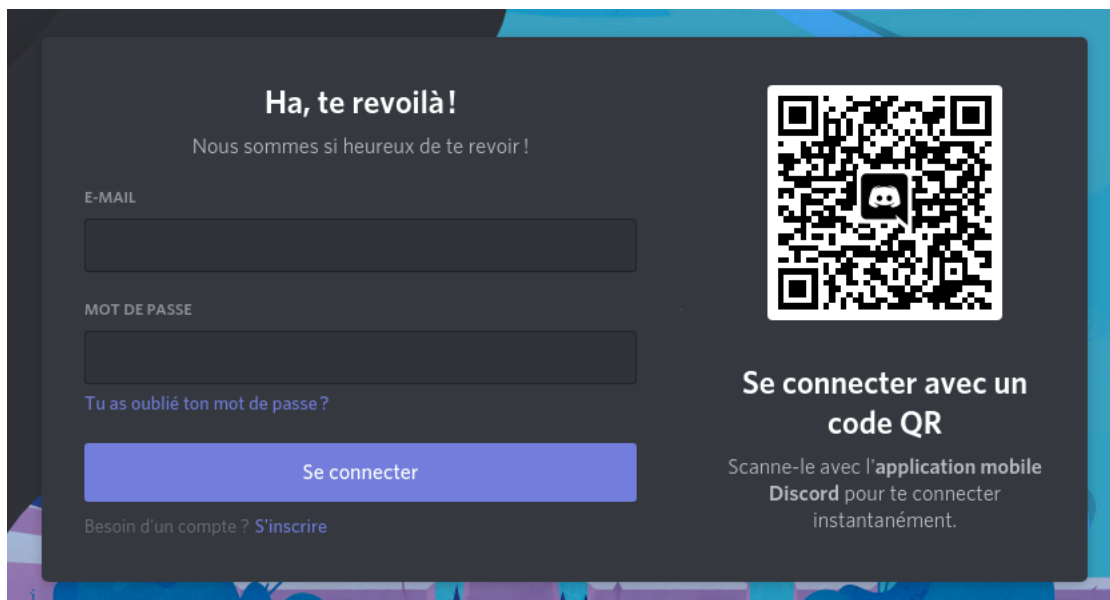 Ha, te revoilà !
Nous sommes si heureux de te revoir !
E-MAIL
MOT DE PASSE
Tu as oublié ton mot de passe ?
Se connecter
Besoin d'un compte ? S'inscrire
Se connecter avec un
code QR
Scanne-le avec l'application mobile
Discord pour te connecter
instantanément.